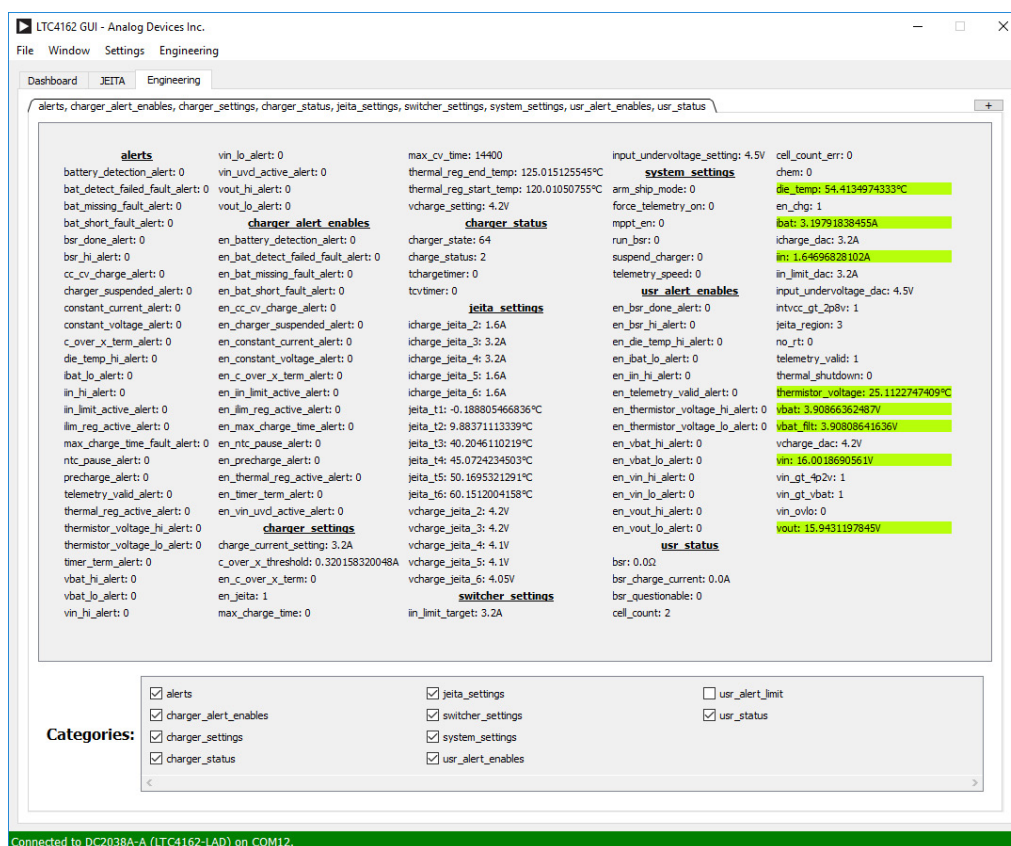 LTC4162 GUI - Analog Devices Inc.
File Window Settings Engineering
Dashboard JEITA Engineering
alerts, charger_alert_enables, charger_settings, charger_status, jeita_settings, switcher_settings, system_settings, usr_alert_enables, usr_status
+
alerts
battery_detection_alert: 0
bat_detect_failed_fault_alert: 0
bat_missing_fault_alert: 0
bat_short_fault_alert: 0
bsr_done_alert: 0
bsr_hi_alert: 0
cc_cv_charge_alert: 0
charger_suspended_alert: 0
constant_current_alert: 0
constant_voltage_alert: 0
c_over_x_term_alert: 0
die_temp_hi_alert: 0
ibat_lo_alert: 0
iin_hi_alert: 0
iin_limit_active_alert: 0
ilim_reg_active_alert: 0
max_charge_time_fault_alert: 0
ntc_pause_alert: 0
precharge_alert: 0
telemetry_valid_alert: 0
thermal_reg_active_alert: 0
thermistor_voltage_hi_alert: 0
thermistor_voltage_lo_alert: 0
timer_term_alert: 0
vbat_hi_alert: 0
vbat_lo_alert: 0
vin_hi_alert: 0
vin_lo_alert: 0
vin_uvcl_active_alert: 0
vout_hi_alert: 0
vout_lo_alert: 0
charger_alert_enables
en_battery_detection_alert: 0
en_bat_detect_failed_fault_alert: 0
en_bat_missing_fault_alert: 0
en_bat_short_fault_alert: 0
en_cc_cv_charge_alert: 0
en_charger_suspended_alert: 0
en_constant_current_alert: 0
en_constant_voltage_alert: 0
en_c_over_x_term_alert: 0
en_iin_limit_active_alert: 0
en_ilim_reg_active_alert: 0
en_max_charge_time_alert: 0
en_ntc_pause_alert: 0
en_precharge_alert: 0
en_thermal_reg_active_alert: 0
en_timer_term_alert: 0
en_vin_uvcl_active_alert: 0
charger_settings
charge_current_setting: 3.2A
c_over_x_threshold: 0.320158320048A
en_c_over_x_term: 0
en_jeita: 1
max_charge_time: 0
max_cv_time: 14400
thermal_reg_end_temp: 125.015125545℃
thermal_reg_start_temp: 120.01050755℃
vcharge_setting: 4.2V
charger_status
charger_state: 64
charge_status: 2
tchargetimer: 0
tcvtimer: 0
jeita_settings
icharge_jeita_2: 1.6A
icharge_jeita_3: 3.2A
icharge_jeita_4: 3.2A
icharge_jeita_5: 1.6A
icharge_jeita_6: 1.6A
jeita_t1: -0.188805466836℃
jeita_t2: 9.88371113339℃
jeita_t3: 40.2046110219℃
jeita_t4: 45.0724234503℃
jeita_t5: 50.1695321291℃
jeita_t6: 60.1512004158℃
vcharge_jeita_2: 4.2V
vcharge_jeita_3: 4.2V
vcharge_jeita_4: 4.1V
vcharge_jeita_5: 4.1V
vcharge_jeita_6: 4.05V
switcher_settings
iin_limit_target: 3.2A
input_undervoltage_setting: 4.5V
system_settings
arm_ship_mode: 0
force_telemetry_on: 0
mppt_en: 0
run_bsr: 0
suspend_charger: 0
telemetry_speed: 0
usr_alert_enables
en_bsr_done_alert: 0
en_bsr_hi_alert: 0
en_die_temp_hi_alert: 0
en_ibat_lo_alert: 0
en_iin_hi_alert: 0
en_telemetry_valid_alert: 0
en_thermistor_voltage_hi_alert: 0
en_thermistor_voltage_lo_alert: 0
en_vbat_hi_alert: 0
en_vbat_lo_alert: 0
en_vin_hi_alert: 0
en_vin_lo_alert: 0
en_vout_hi_alert: 0
en_vout_lo_alert: 0
usr_status
bsr: 0.0Ω
bsr_charge_current: 0.0A
bsr_questionable: 0
cell_count: 2
cell_count_err: 0
chem: 0
die_temp: 54.4134974333℃
en_chg: 1
ibat: 3.19791838455A
icharge_dac: 3.2A
iin: 1.64696828102A
iin_limit_dac: 3.2A
input_undervoltage_dac: 4.5V
intvcc_gt_2p8v: 1
jeita_region: 3
no_rt: 0
telemetry_valid: 1
thermal_shutdown: 0
thermistor_voltage: 25.1122747409℃
vbat: 3.90866362487V
vbat_filt: 3.90808641636V
vcharge_dac: 4.2V
vin: 16.0018690561V
vin_gt_4p2v: 1
vin_gt_vbat: 1
vin_ovlo: 0
vout: 15.9431197845V
Categories:
alerts
charger_alert_enables
charger_settings
charger_status
jeita_settings
switcher_settings
system_settings
usr_alert_enables
usr_alert_limit
usr_status
Connected to DC2038A-A (LTC4162-LAD) on COM12.